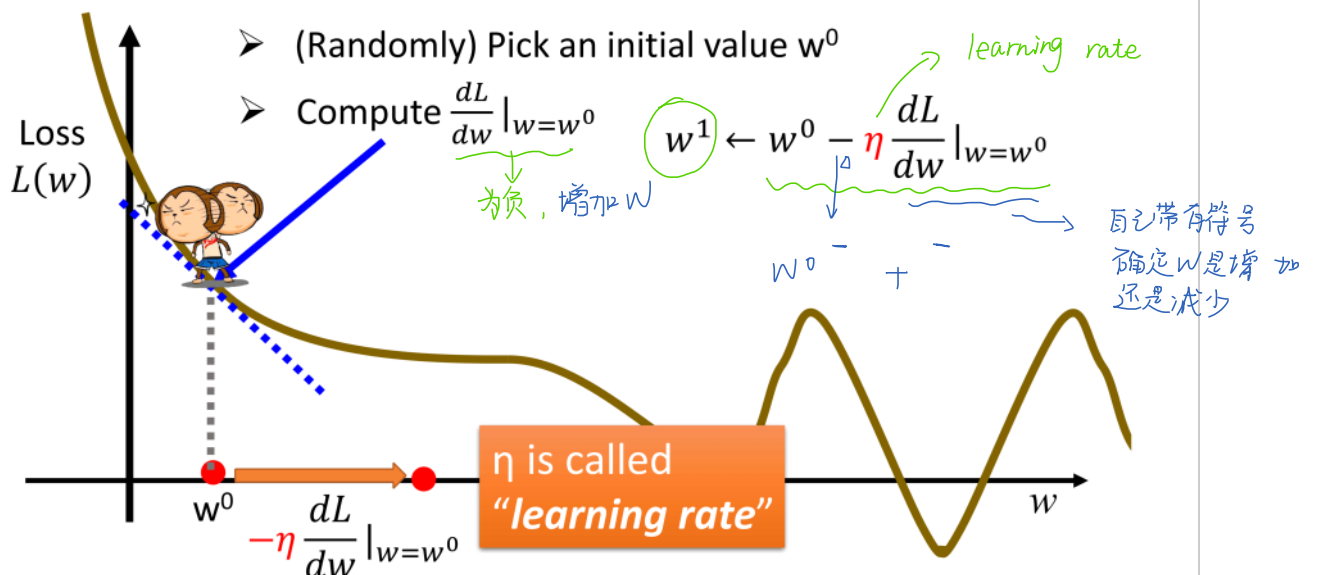 ➢ (Randomly) Pick an initial value w⁰
learning rate
➢ Compute dL/dw |w=w⁰
w¹ ← w⁰ − η dL/dw |w=w⁰
Loss
L(w)
为负，增加W
自己带有符号
确定W是增加
还是减少
W⁰ - + -
w⁰
−η dL/dw |w=w⁰
η is called
“learning rate”
w